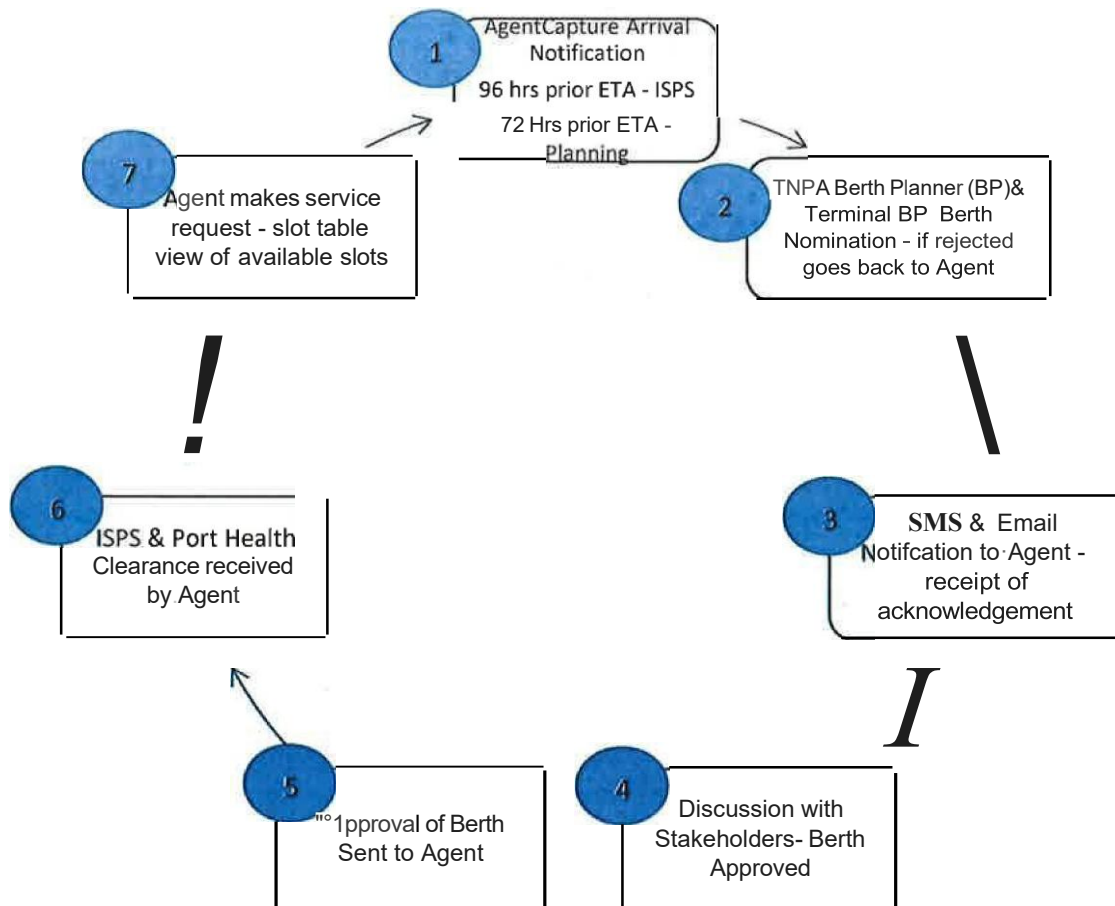 1
AgentCapture Arrival
Notification
96 hrs prior ETA - ISPS
72 Hrs prior ETA -
Planning
2
TNPA Berth Planner (BP)&
Terminal BP Berth
Nomination - if rejected
goes back to Agent
3
SMS & Email
Notifcation to·Agent -
receipt of
acknowledgement
I
4
Discussion with
Stakeholders- Berth
Approved
5
"°1pproval of Berth
Sent to Agent
6
ISPS & Port Health
Clearance received
by Agent
!
7
Agent makes service
request - slot table
view of available slots
\